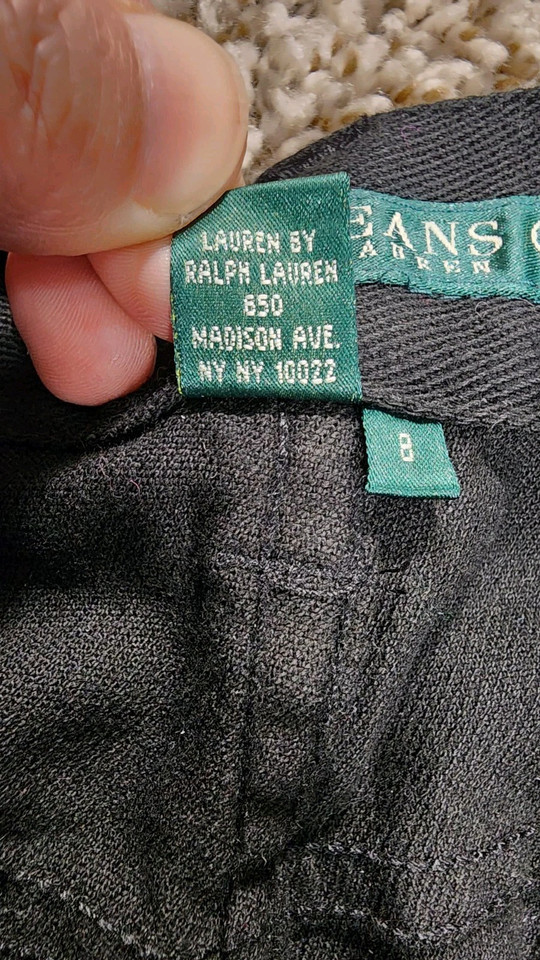 LAUREN BY
RALPH LAUREN
650
MADISON AVE.
NY NY 10022
EANS
AUREN
8